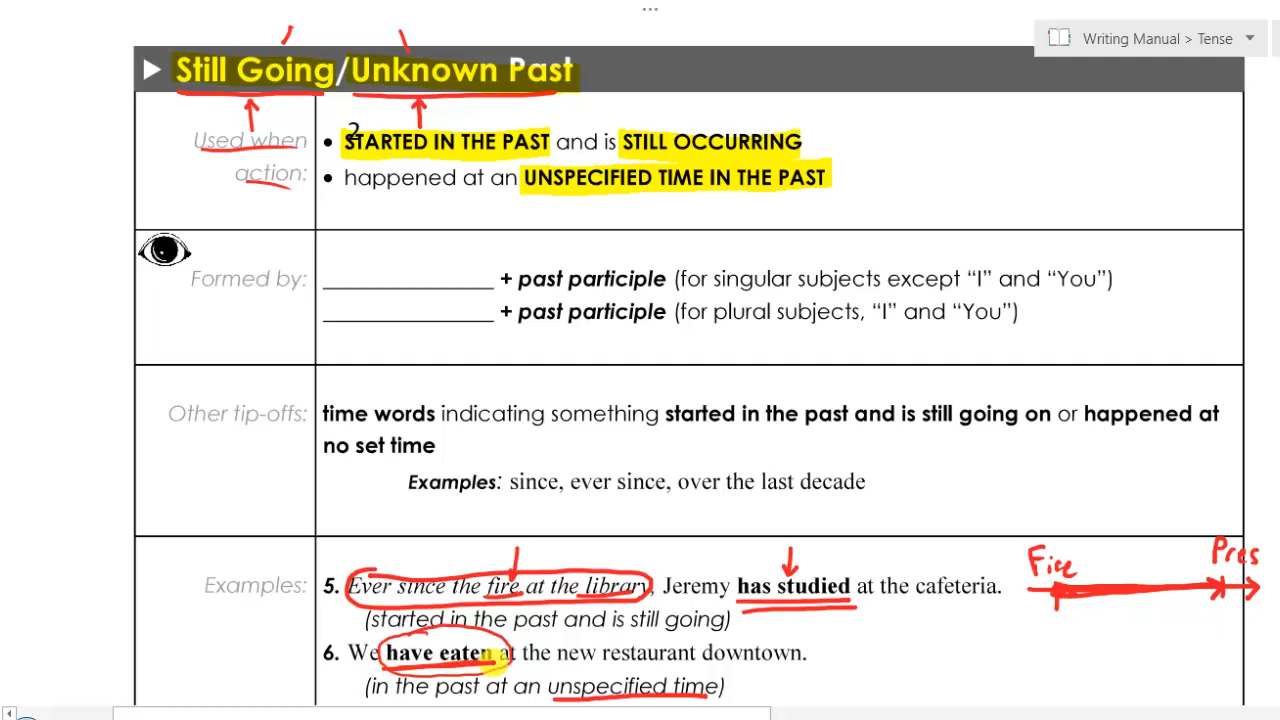 Writing Manual > Tense
Still Going/Unknown Past
Used when action:
2
• STARTED IN THE PAST and is STILL OCCURRING
• happened at an UNSPECIFIED TIME IN THE PAST
Formed by:
______________ + past participle (for singular subjects except “I” and “You”)
______________ + past participle (for plural subjects, “I” and “You”)
Other tip-offs:
time words indicating something started in the past and is still going on or happened at
no set time
Examples: since, ever since, over the last decade
Examples:
5. Ever since the fire at the library, Jeremy has studied at the cafeteria.
(started in the past and is still going)
Fire
Pres
6. We have eaten at the new restaurant downtown.
(in the past at an unspecified time)